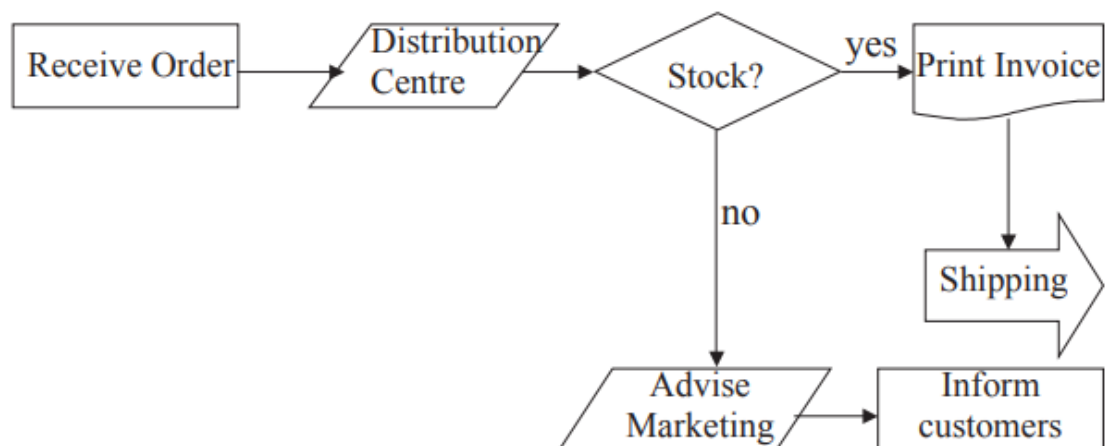 Receive Order
Distribution
Centre
Stock?
yes
Print Invoice
no
Shipping
Advise
Marketing
Inform
customers